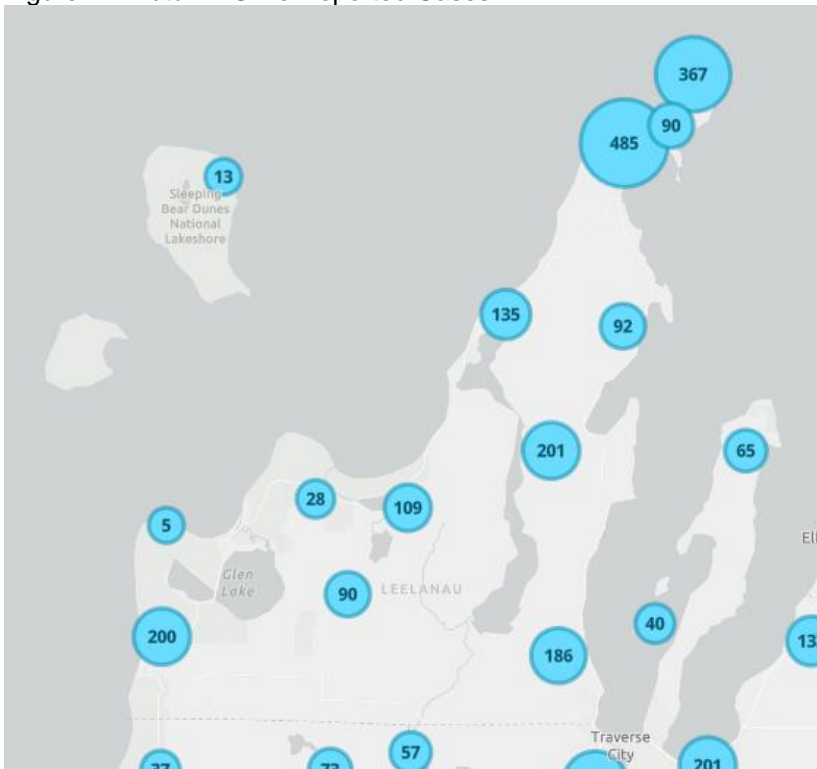 367
90
485
13
Sleeping
Bear Dunes
National
Lakeshore
135
92
201
65
28
109
5
Glen
Lake
90
LEELANAU
200
40
186
Traverse
City
57
201